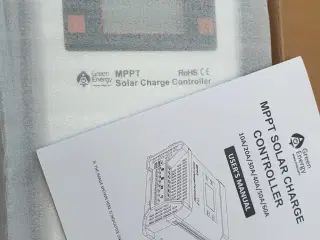 Green
Energy
MPPT
RoHS CE
Solar Charge Controller
Green
Energy
MPPT SOLAR CHARGE
CONTROLLER
10A/20A/30A/40A/50A/60A
USER'S MANUAL